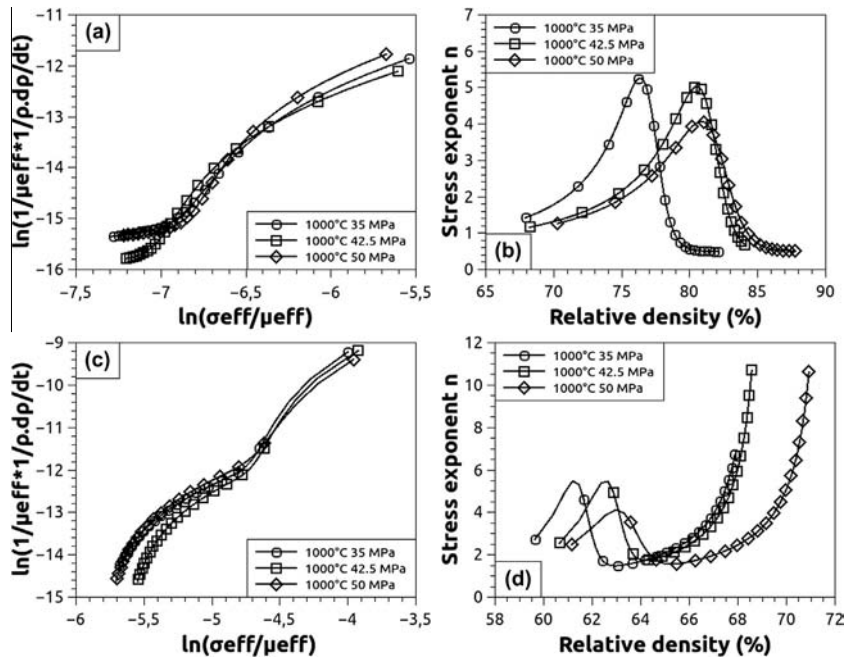 (a)
ln(1/μeff*1/ρ.dρ/dt)
−11
−12
−13
−14
−15
−16
1000°C 35 MPa
1000°C 42.5 MPa
1000°C 50 MPa
−7,5
−7
−6,5
−6
−5,5
ln(σeff/μeff)
(b)
Stress exponent n
7
6
5
4
3
2
1
0
1000°C 35 MPa
1000°C 42.5 MPa
1000°C 50 MPa
65
70
75
80
85
90
Relative density (%)
(c)
ln(1/μeff*1/ρ.dρ/dt)
−9
−10
−11
−12
−13
−14
−15
1000°C 35 MPa
1000°C 42.5 MPa
1000°C 50 MPa
−6
−5,5
−5
−4,5
−4
−3,5
ln(σeff/μeff)
(d)
Stress exponent n
12
10
8
6
4
2
0
1000°C 35 MPa
1000°C 42.5 MPa
1000°C 50 MPa
58
60
62
64
66
68
70
72
Relative density (%)